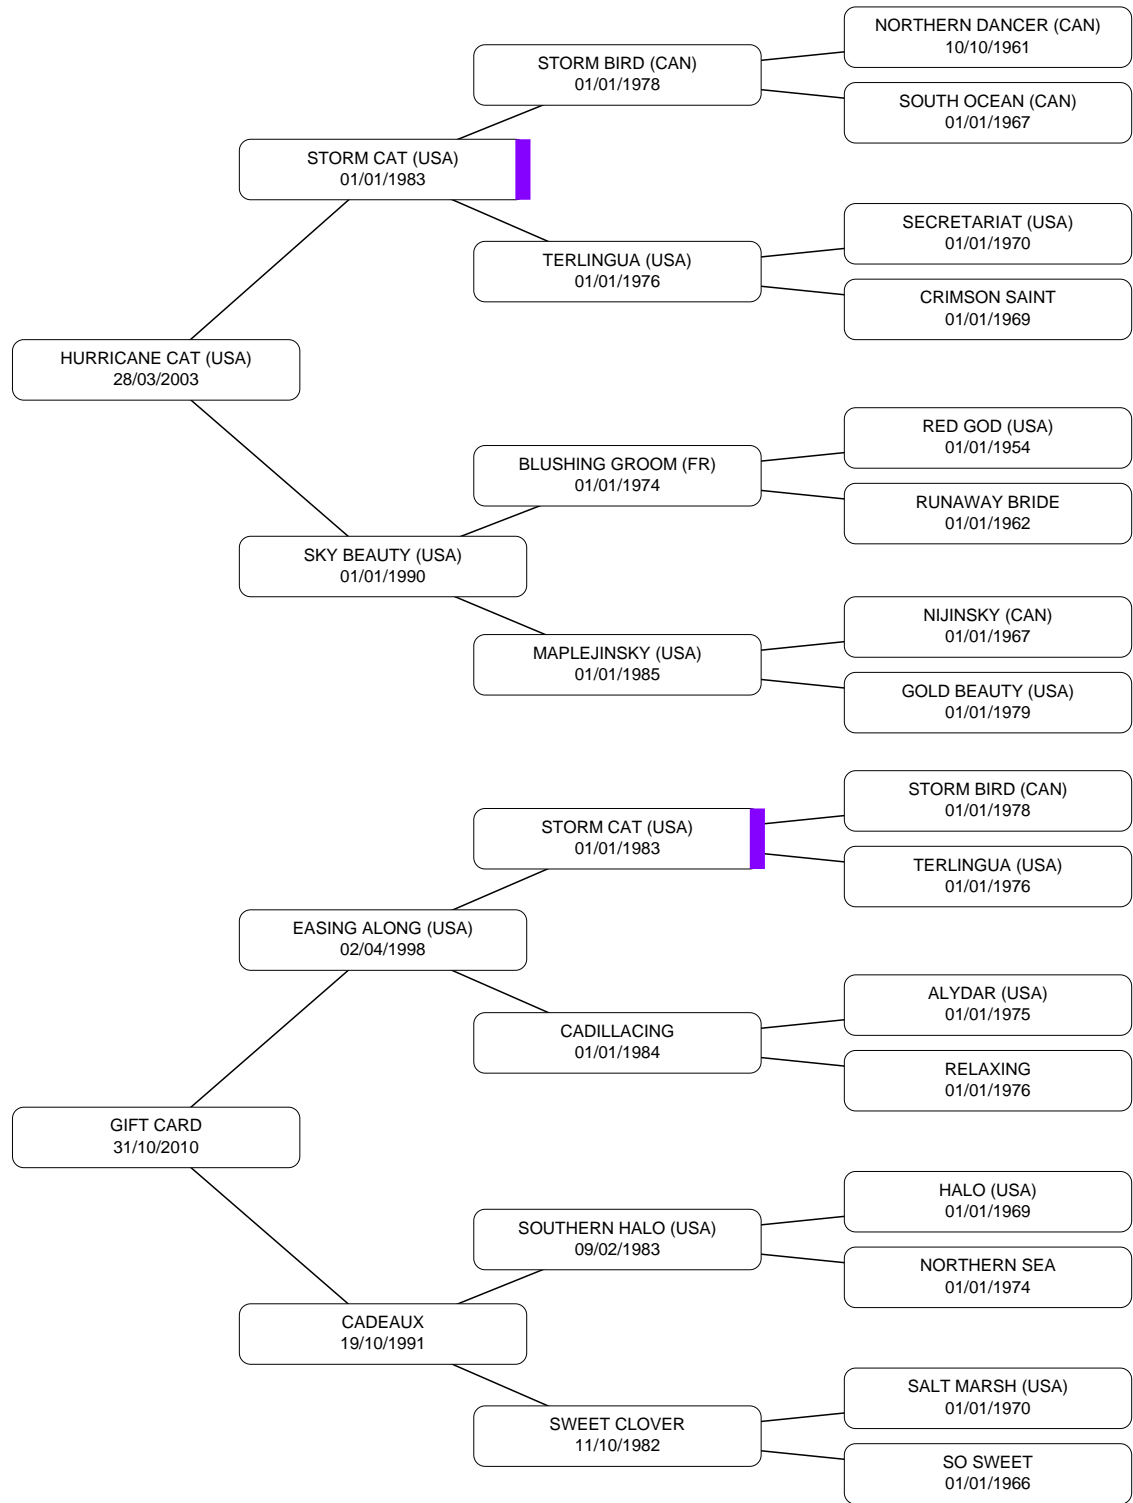 NORTHERN DANCER (CAN)
10/10/1961
STORM BIRD (CAN)
01/01/1978
SOUTH OCEAN (CAN)
01/01/1967
STORM CAT (USA)
01/01/1983
SECRETARIAT (USA)
01/01/1970
TERLINGUA (USA)
01/01/1976
CRIMSON SAINT
01/01/1969
HURRICANE CAT (USA)
28/03/2003
RED GOD (USA)
01/01/1954
BLUSHING GROOM (FR)
01/01/1974
RUNAWAY BRIDE
01/01/1962
SKY BEAUTY (USA)
01/01/1990
NIJINSKY (CAN)
01/01/1967
MAPLEJINSKY (USA)
01/01/1985
GOLD BEAUTY (USA)
01/01/1979
STORM BIRD (CAN)
01/01/1978
STORM CAT (USA)
01/01/1983
TERLINGUA (USA)
01/01/1976
EASING ALONG (USA)
02/04/1998
ALYDAR (USA)
01/01/1975
CADILLACING
01/01/1984
RELAXING
01/01/1976
GIFT CARD
31/10/2010
HALO (USA)
01/01/1969
SOUTHERN HALO (USA)
09/02/1983
NORTHERN SEA
01/01/1974
CADEAUX
19/10/1991
SALT MARSH (USA)
01/01/1970
SWEET CLOVER
11/10/1982
SO SWEET
01/01/1966